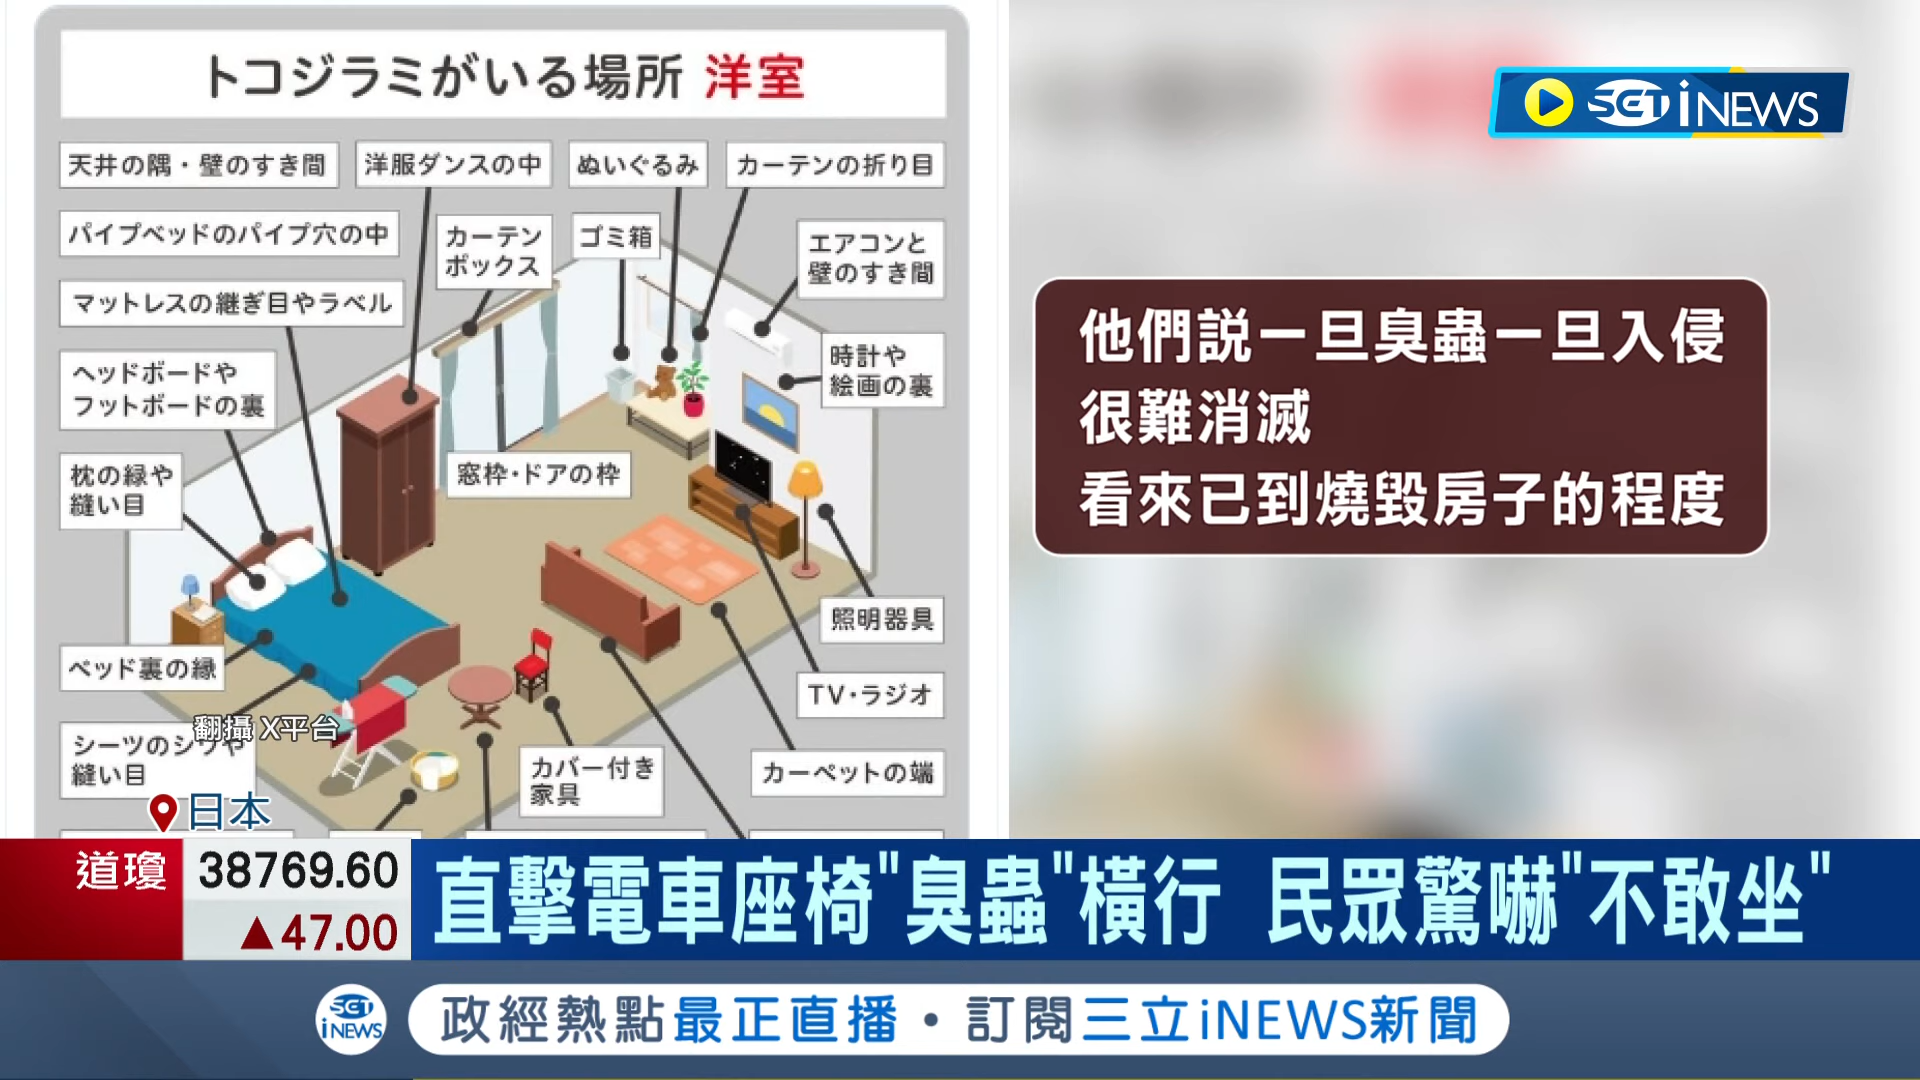 トコジラミがいる場所 洋室
天井の隅・壁のすき間
洋服ダンスの中
ぬいぐるみ
カーテンの折り目
パイプベッドのパイプ穴の中
カーテン
ボックス
ゴミ箱
エアコンと
壁のすき間
マットレスの継ぎ目やラベル
ヘッドボードや
フットボードの裏
時計や
絵画の裏
枕の縁や
縫い目
窓枠・ドアの枠
照明器具
ベッド裏の縁
TV・ラジオ
シーツのシワや
縫い目
カバー付き
家具
カーペットの端
翻攝 X平台
日本
SET iNEWS
他們説一旦臭蟲一旦入侵
很難消滅
看來已到燒毀房子的程度
道瓊
38769.60
▲47.00
直擊電車座椅"臭蟲"橫行 民眾驚嚇"不敢坐"
SET iNEWS
政經熱點最正直播・訂閱三立iNEWS新聞